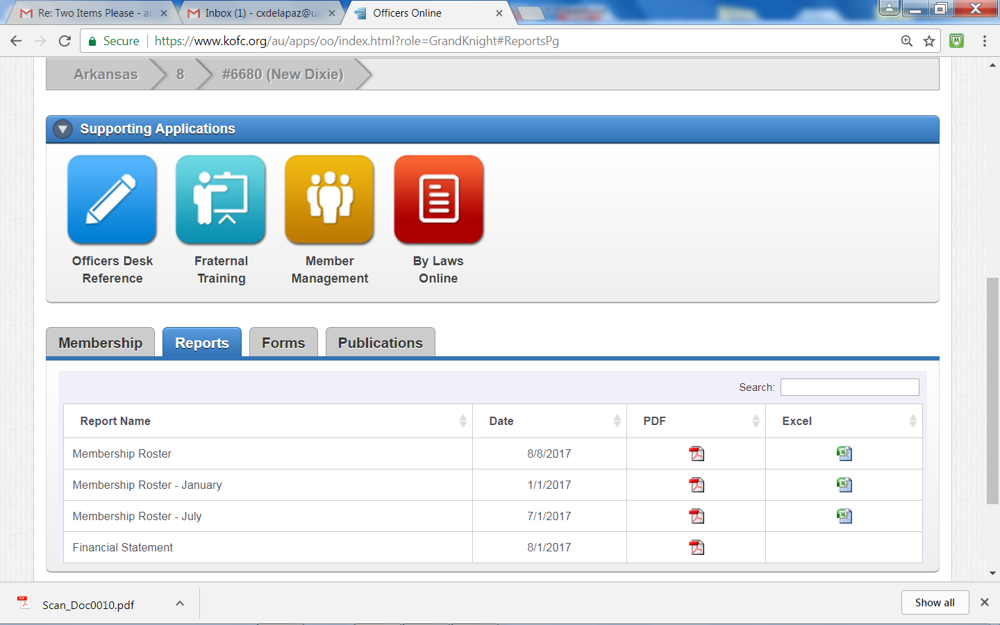 Re: Two Items Please - ar
Inbox (1) - cxdelapaz@ua
Officers Online
Secure
https://www.kofc.org/au/apps/oo/index.html?role=GrandKnight#ReportsPg
Arkansas 8 #6680 (New Dixie)
Supporting Applications
Officers Desk
Reference
Fraternal
Training
Member
Management
By Laws
Online
Membership Reports Forms Publications
Search:
Report Name Date PDF Excel
Membership Roster 8/8/2017
Membership Roster - January 1/1/2017
Membership Roster - July 7/1/2017
Financial Statement 8/1/2017
Scan_Doc0010.pdf
Show all